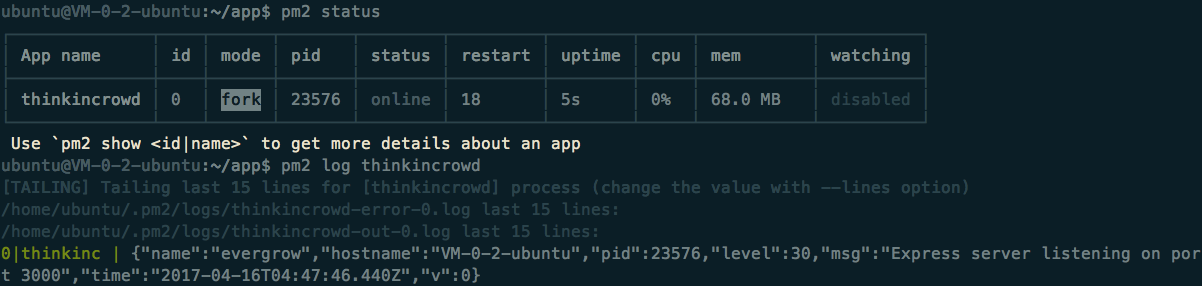 ubuntu@VM-0-2-ubuntu:~/app$ pm2 status
App name id mode pid status restart uptime cpu mem watching
thinkincrowd 0 fork 23576 online 18 5s 0% 68.0 MB disabled
Use `pm2 show <id|name>` to get more details about an app
ubuntu@VM-0-2-ubuntu:~/app$ pm2 log thinkincrowd
[TAILING] Tailing last 15 lines for [thinkincrowd] process (change the value with --lines option)
/home/ubuntu/.pm2/logs/thinkincrowd-error-0.log last 15 lines:
/home/ubuntu/.pm2/logs/thinkincrowd-out-0.log last 15 lines:
0|thinkinc | {"name":"evergrow","hostname":"VM-0-2-ubuntu","pid":23576,"level":30,"msg":"Express server listening on por
t 3000","time":"2017-04-16T04:47:46.440Z","v":0}